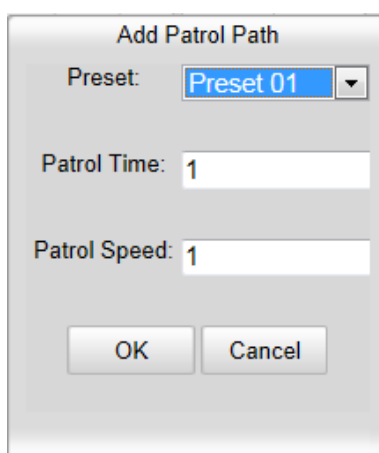 Add Patrol Path
Preset: Preset 01
Patrol Time: 1
Patrol Speed: 1
OK Cancel